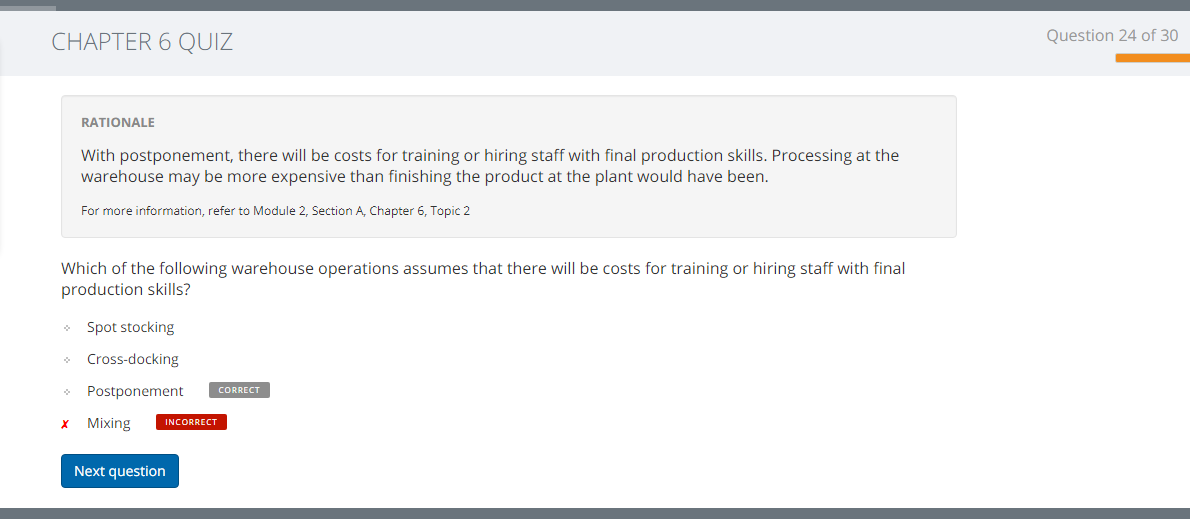 CHAPTER 6 QUIZ
Question 24 of 30
RATIONALE
With postponement, there will be costs for training or hiring staff with final production skills. Processing at the
warehouse may be more expensive than finishing the product at the plant would have been.
For more information, refer to Module 2, Section A, Chapter 6, Topic 2
Which of the following warehouse operations assumes that there will be costs for training or hiring staff with final
production skills?
Spot stocking
Cross-docking
Postponement CORRECT
✗ Mixing INCORRECT
Next question